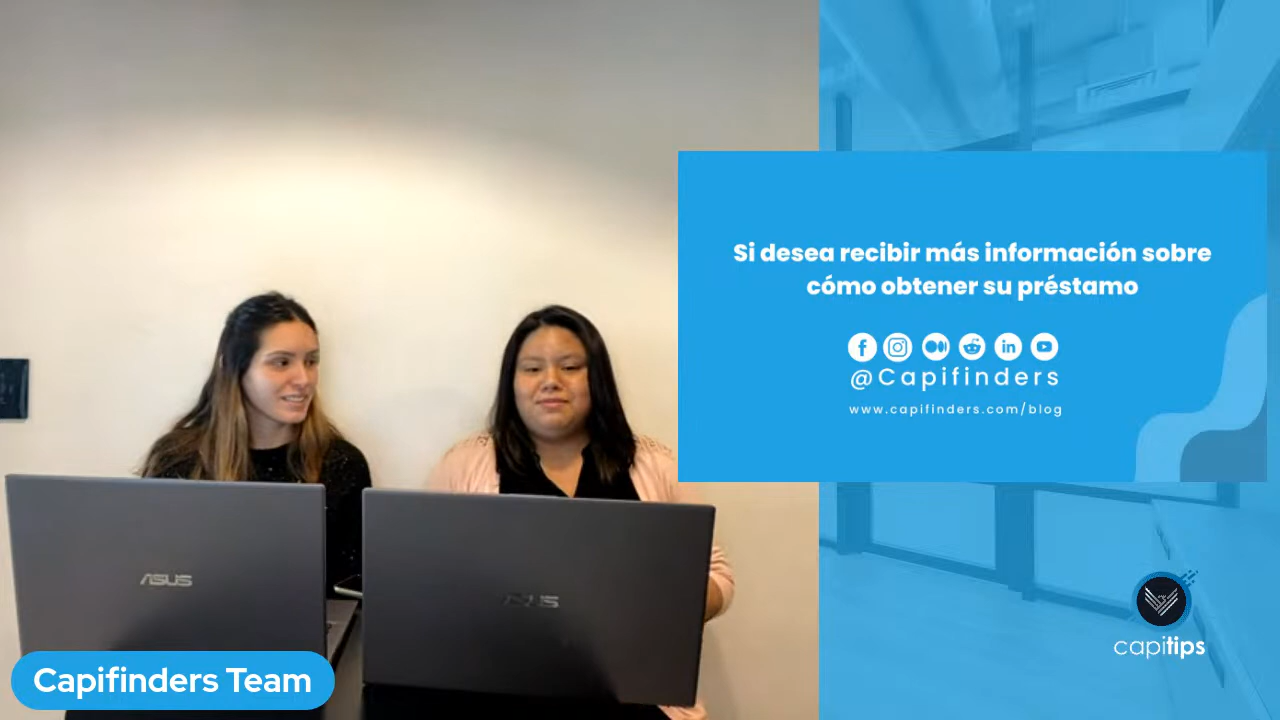 Si desea recibir más información sobre
cómo obtener su préstamo
@Capifinders
www.capifinders.com/blog
ASUS
ASUS
capitips
Capifinders Team